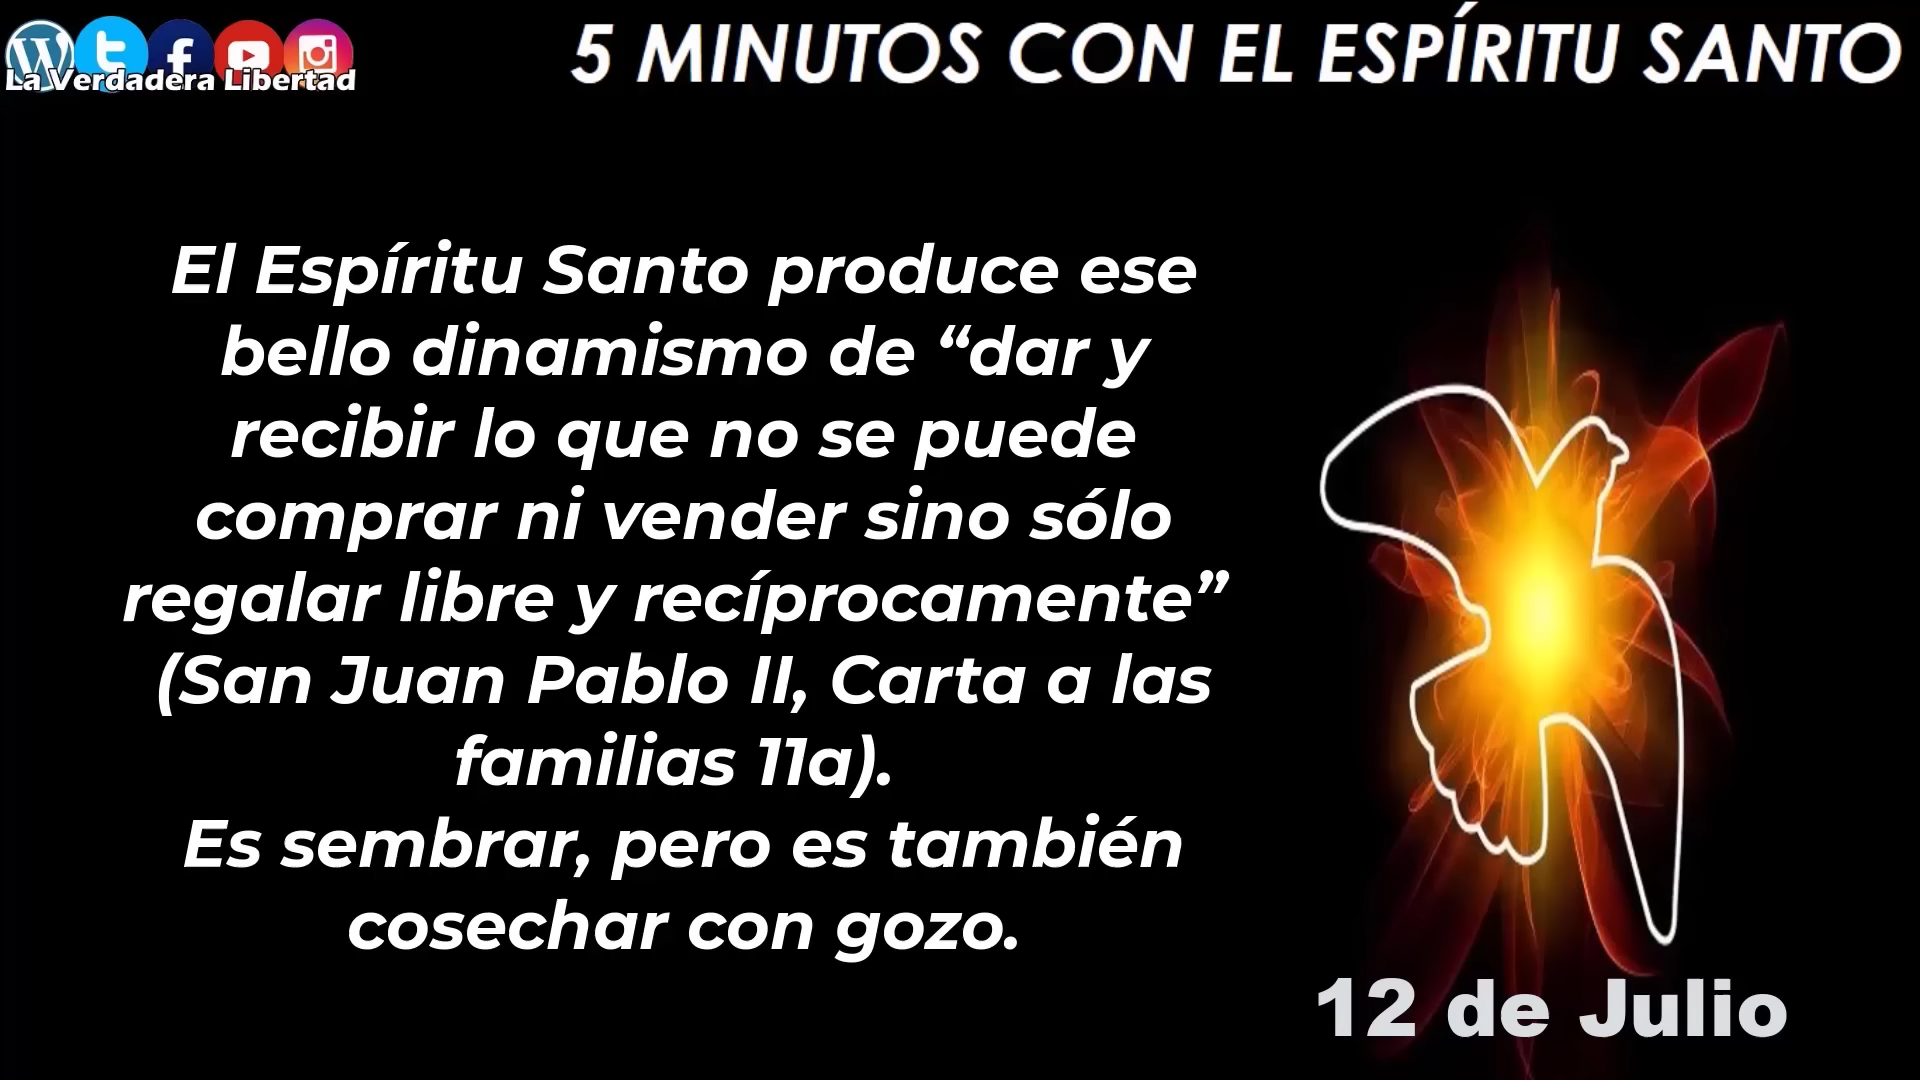 La Verdadera Libertad
5 MINUTOS CON EL ESPÍRITU SANTO
El Espíritu Santo produce ese
bello dinamismo de “dar y
recibir lo que no se puede
comprar ni vender sino sólo
regalar libre y recíprocamente”
(San Juan Pablo II, Carta a las
familias 11a).
Es sembrar, pero es también
cosechar con gozo.
12 de Julio